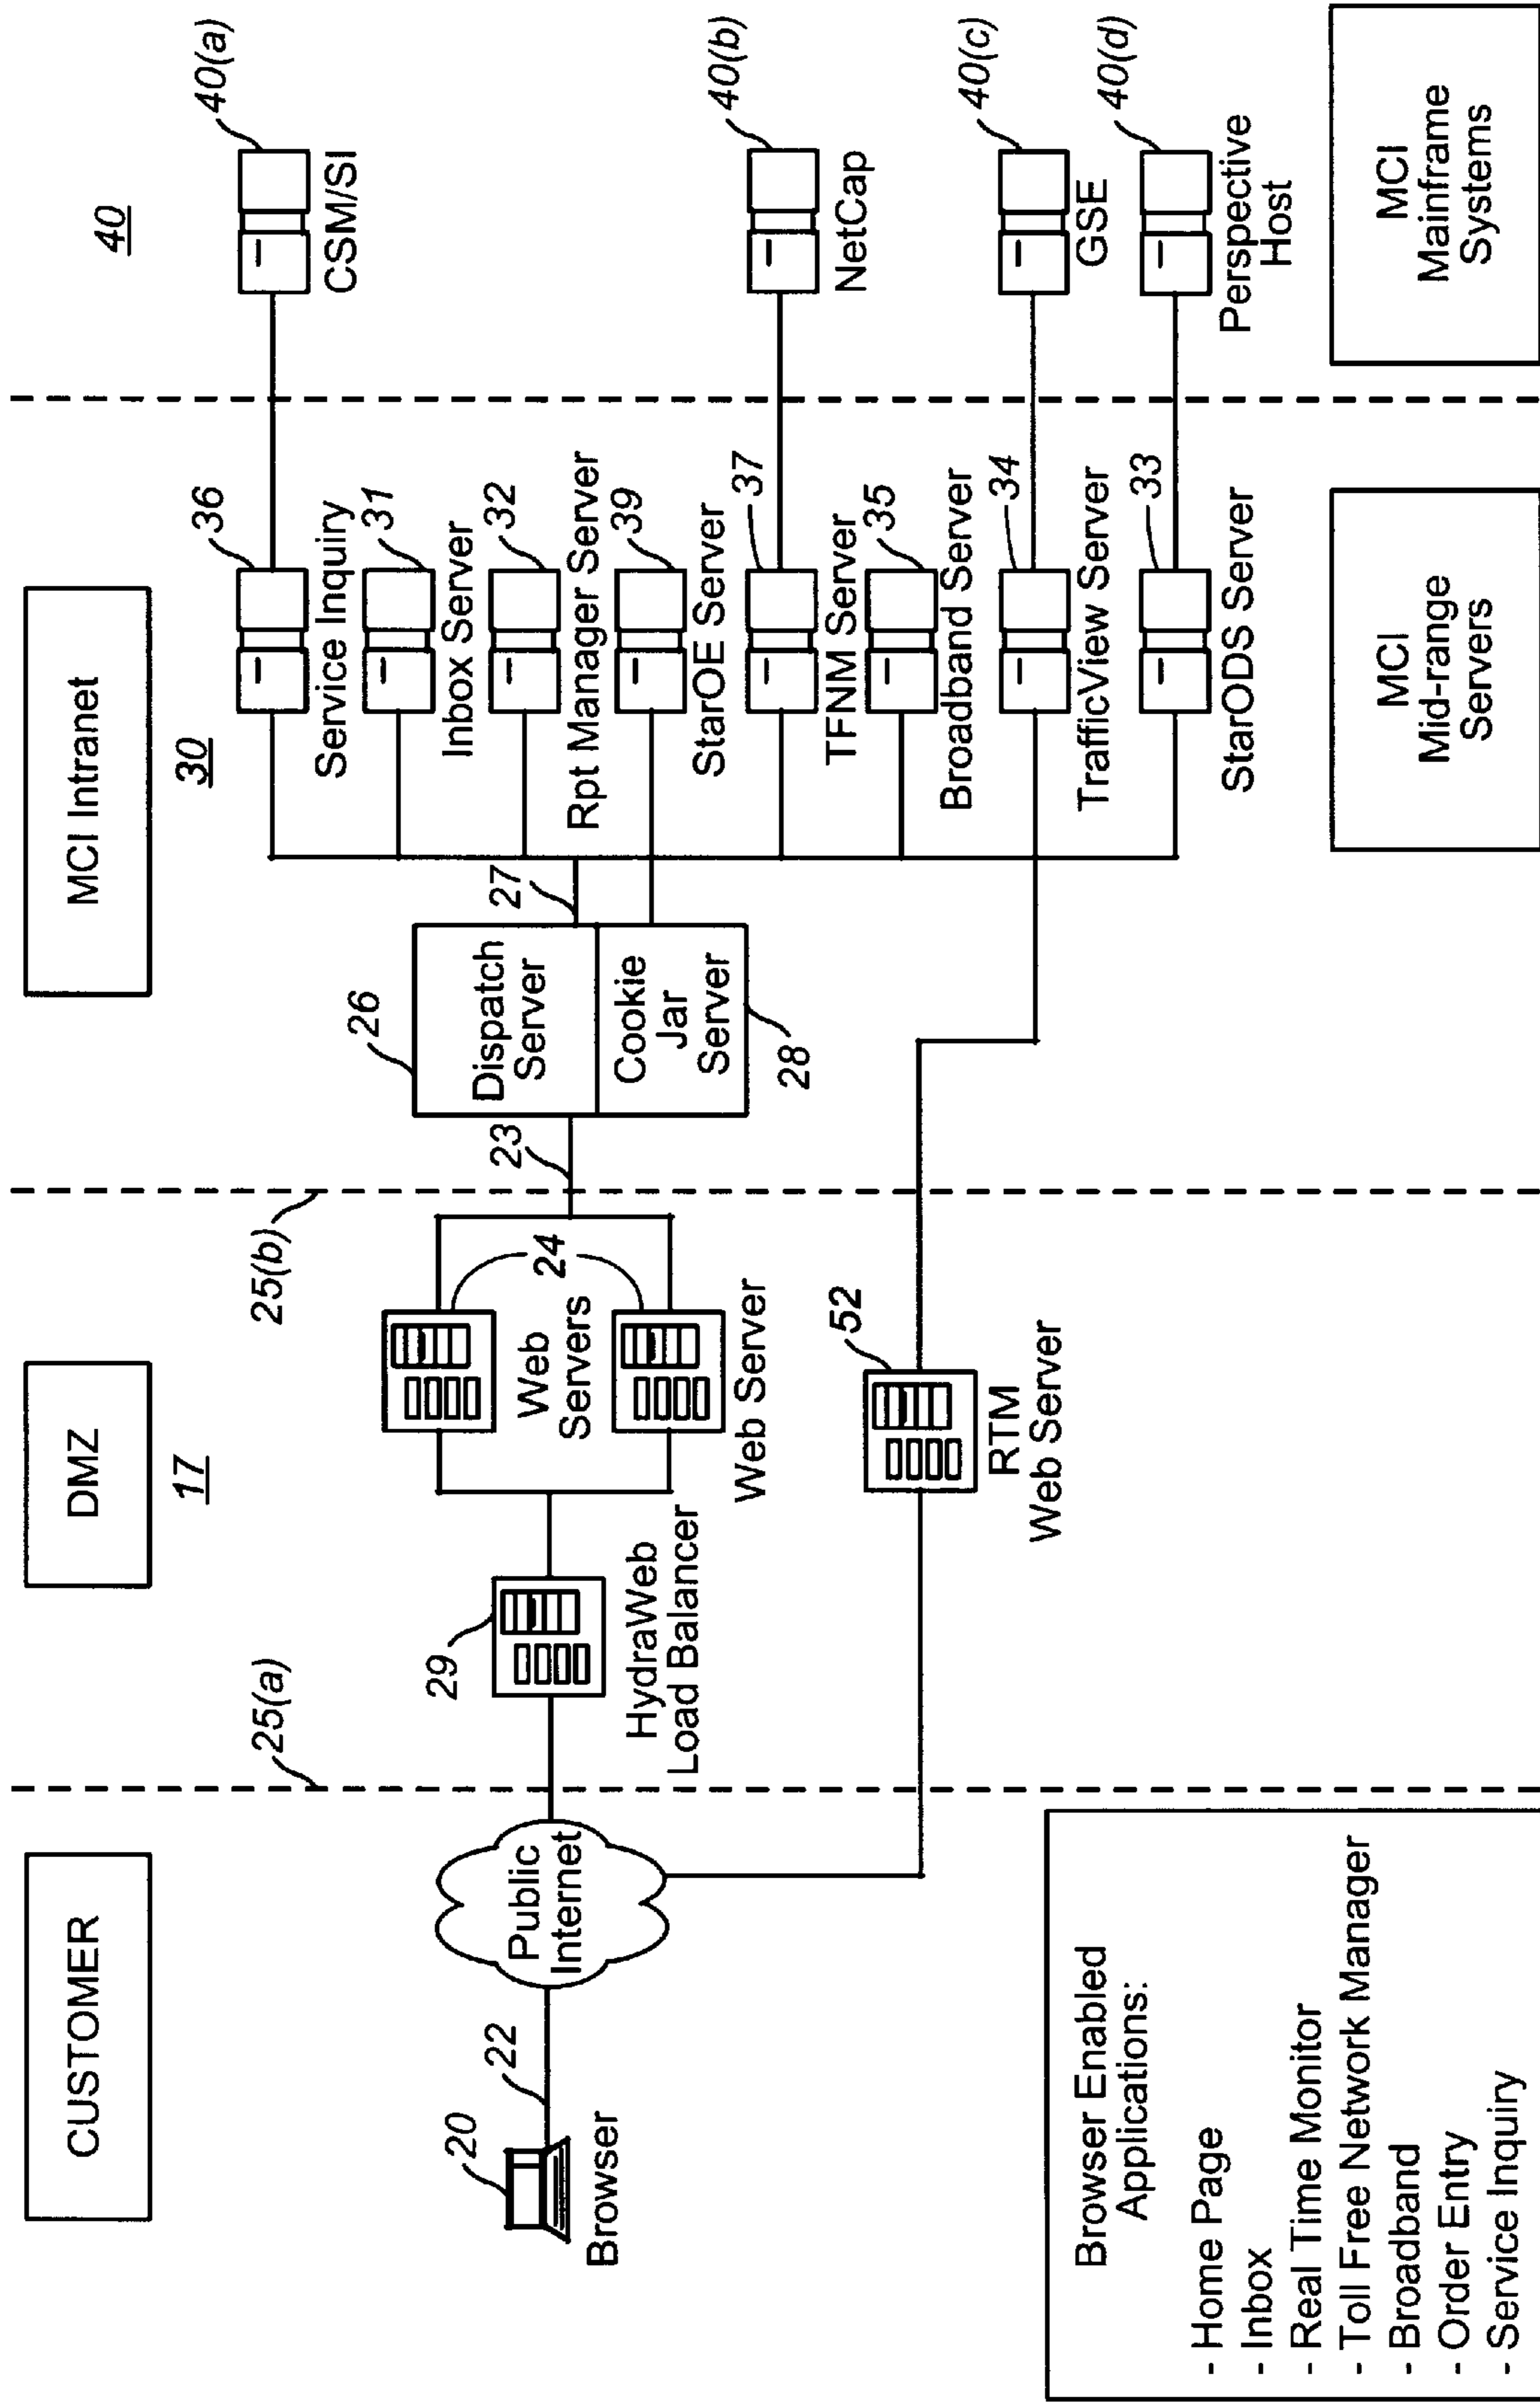 CUSTOMER
DMZ
MCI Intranet
17
30
40
25(a)
25(b)
20
Browser
22
Public
Internet
29
HydraWeb
Load Balancer
24
Web
Servers
Web Server
52
RTM
Web Server
23
26
Dispatch
Server
Cookie
Jar
Server
28
27
36
Service Inquiry
31
Inbox Server
32
Rpt Manager Server
39
StarOE Server
37
TFNM Server
35
Broadband Server
34
TrafficView Server
33
StarODS Server
40(a)
CSM/SI
40(b)
NetCap
40(c)
GSE
40(d)
Perspective
Host
Browser Enabled
Applications:
- Home Page
- Inbox
- Real Time Monitor
- Toll Free Network Manager
- Broadband
- Order Entry
- Service Inquiry
MCI
Mid-range
Servers
MCI
Mainframe
Systems